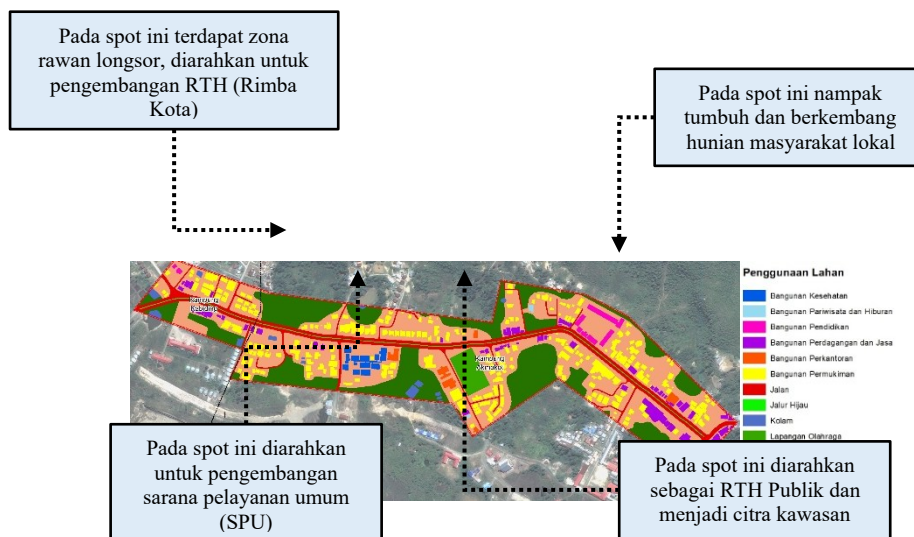 Pada spot ini terdapat zona
rawan longsor, diarahkan untuk
pengembangan RTH (Rimba
Kota)
Pada spot ini nampak
tumbuh dan berkembang
hunian masyarakat lokal
Penggunaan Lahan
Bangunan Kesehatan
Bangunan Pariwisata dan Hiburan
Bangunan Pendidikan
Bangunan Perdagangan dan Jasa
Bangunan Perkantoran
Bangunan Permukiman
Jalan
Jalur Hijau
Kolam
Lapangan Olahraga
Kampung
Kampung
Pada spot ini diarahkan
untuk pengembangan
sarana pelayanan umum
(SPU)
Pada spot ini diarahkan
sebagai RTH Publik dan
menjadi citra kawasan